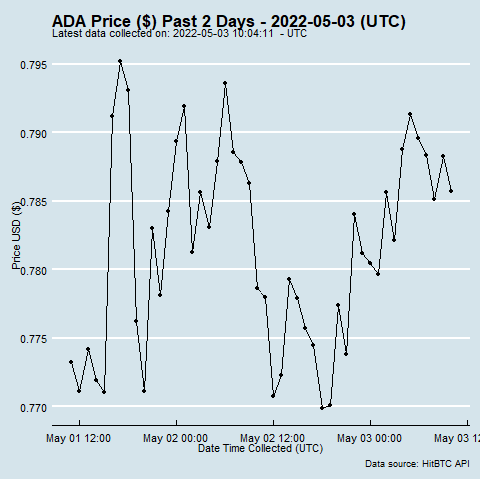 ADA Price ($) Past 2 Days - 2022-05-03 (UTC)
Latest data collected on: 2022-05-03 10:04:11 - UTC
0.795
0.790
0.785
0.780
0.775
0.770
Price USD ($)
May 01 12:00
May 02 00:00
May 02 12:00
May 03 00:00
May 03 12
Date Time Collected (UTC)
Data source: HitBTC API